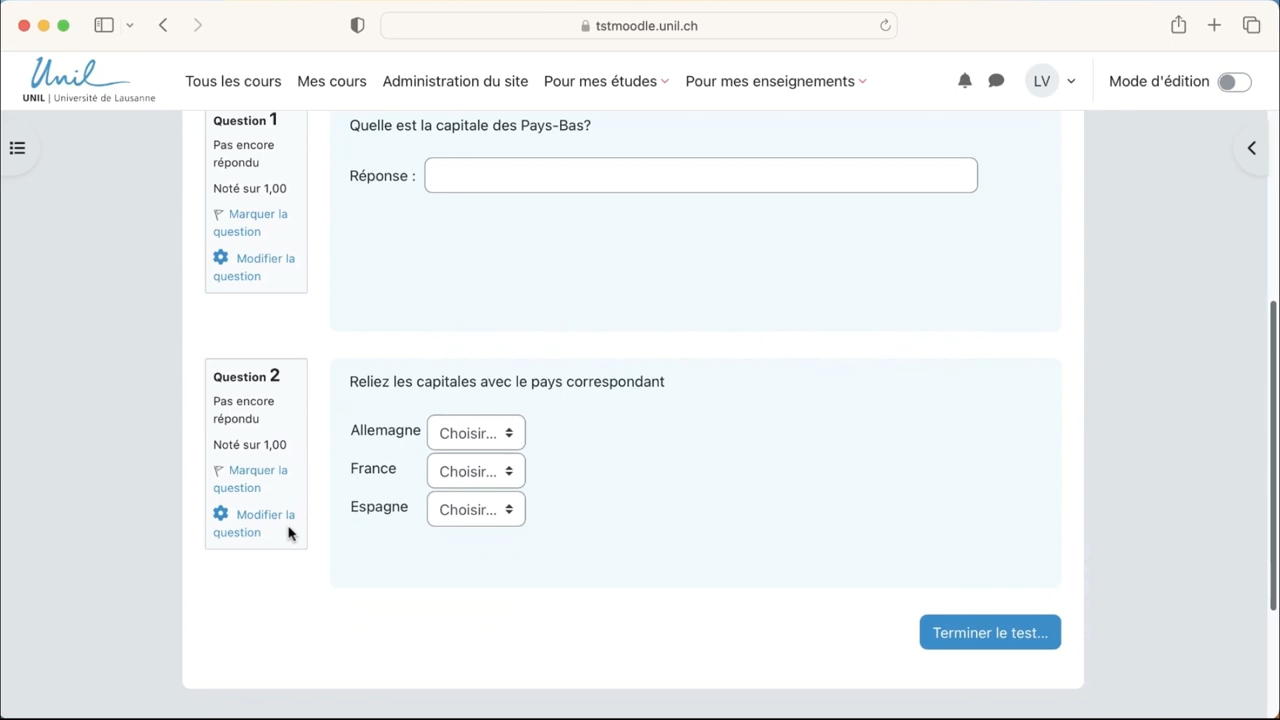 tstmoodle.unil.ch
Unil
UNIL | Université de Lausanne
Tous les cours
Mes cours
Administration du site
Pour mes études
Pour mes enseignements
LV
Mode d'édition
Question 1
Pas encore
répondu
Noté sur 1,00
Marquer la
question
Modifier la
question
Quelle est la capitale des Pays-Bas?
Réponse :
Question 2
Pas encore
répondu
Noté sur 1,00
Marquer la
question
Modifier la
question
Reliez les capitales avec le pays correspondant
Allemagne Choisir...
France Choisir...
Espagne Choisir...
Terminer le test...